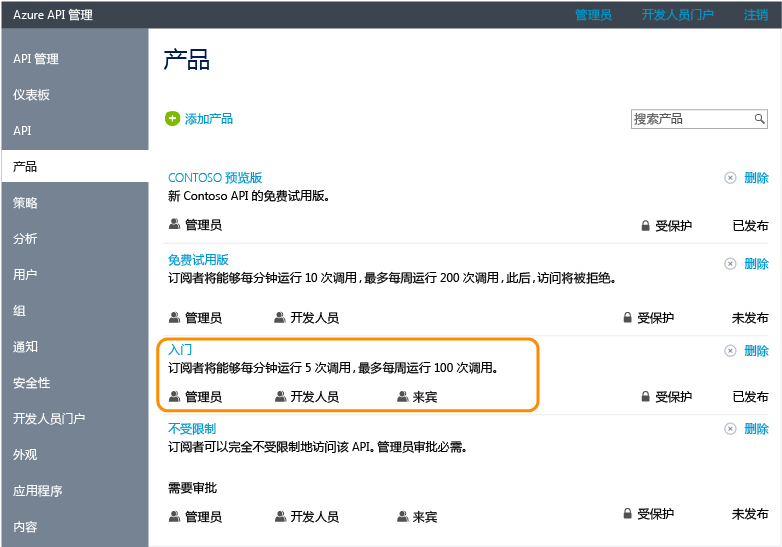 Azure API 管理
管理员 开发人员门户 注销
API 管理
仪表板
API
产品
策略
分析
用户
组
通知
安全性
开发人员门户
外观
应用程序
内容
产品
添加产品
搜索产品
CONTOSO 预览版 删除
新 Contoso API 的免费试用版。
管理员 受保护 已发布
免费试用版 删除
订阅者将能够每分钟运行 10 次调用，最多每周运行 200 次调用，此后，访问将被拒绝。
管理员 开发人员 受保护 未发布
入门 删除
订阅者将能够每分钟运行 5 次调用，最多每周运行 100 次调用。
管理员 开发人员 来宾 受保护 已发布
不受限制 删除
订阅者可以完全不受限制地访问该 API。管理员审批必需。
需要审批
管理员 开发人员 来宾 受保护 未发布